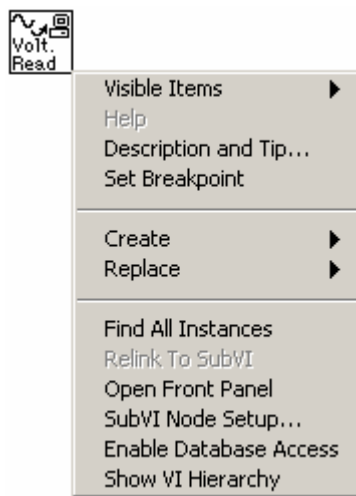 Volt.
Read
Visible Items
Help
Description and Tip...
Set Breakpoint
Create
Replace
Find All Instances
Relink To SubVI
Open Front Panel
SubVI Node Setup...
Enable Database Access
Show VI Hierarchy